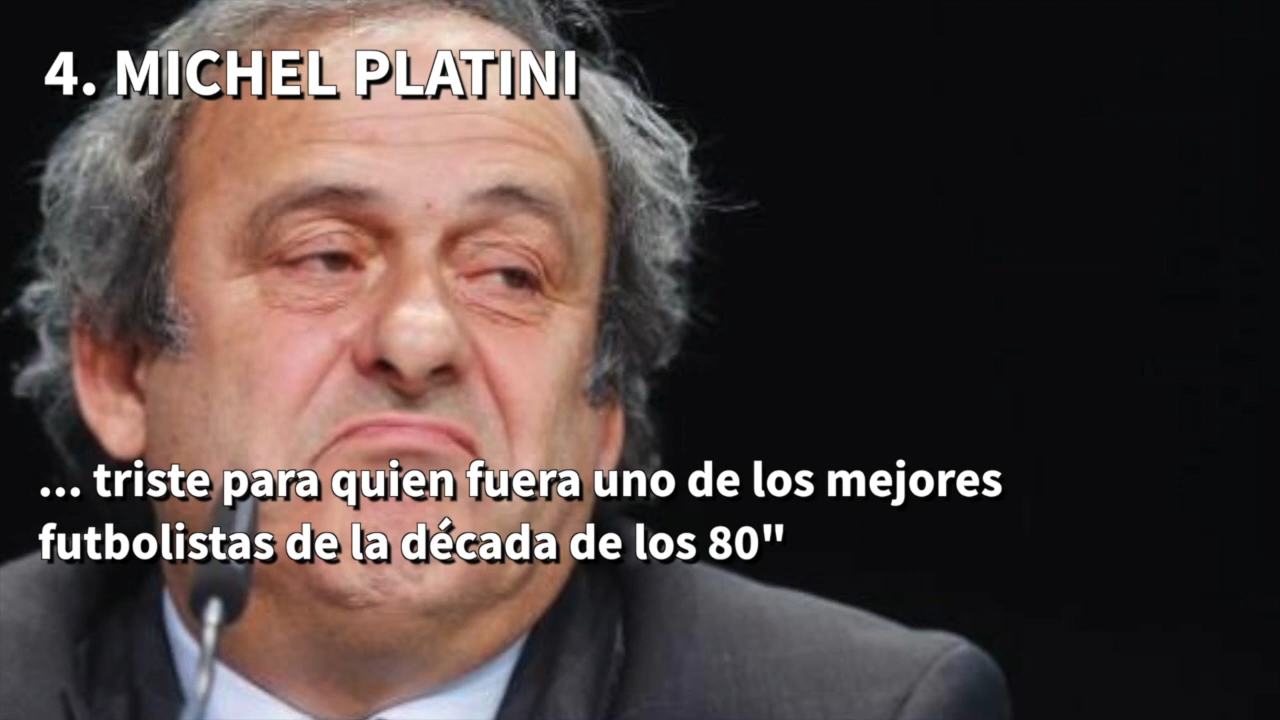 4. MICHEL PLATINI
... triste para quien fuera uno de los mejores
futbolistas de la década de los 80"